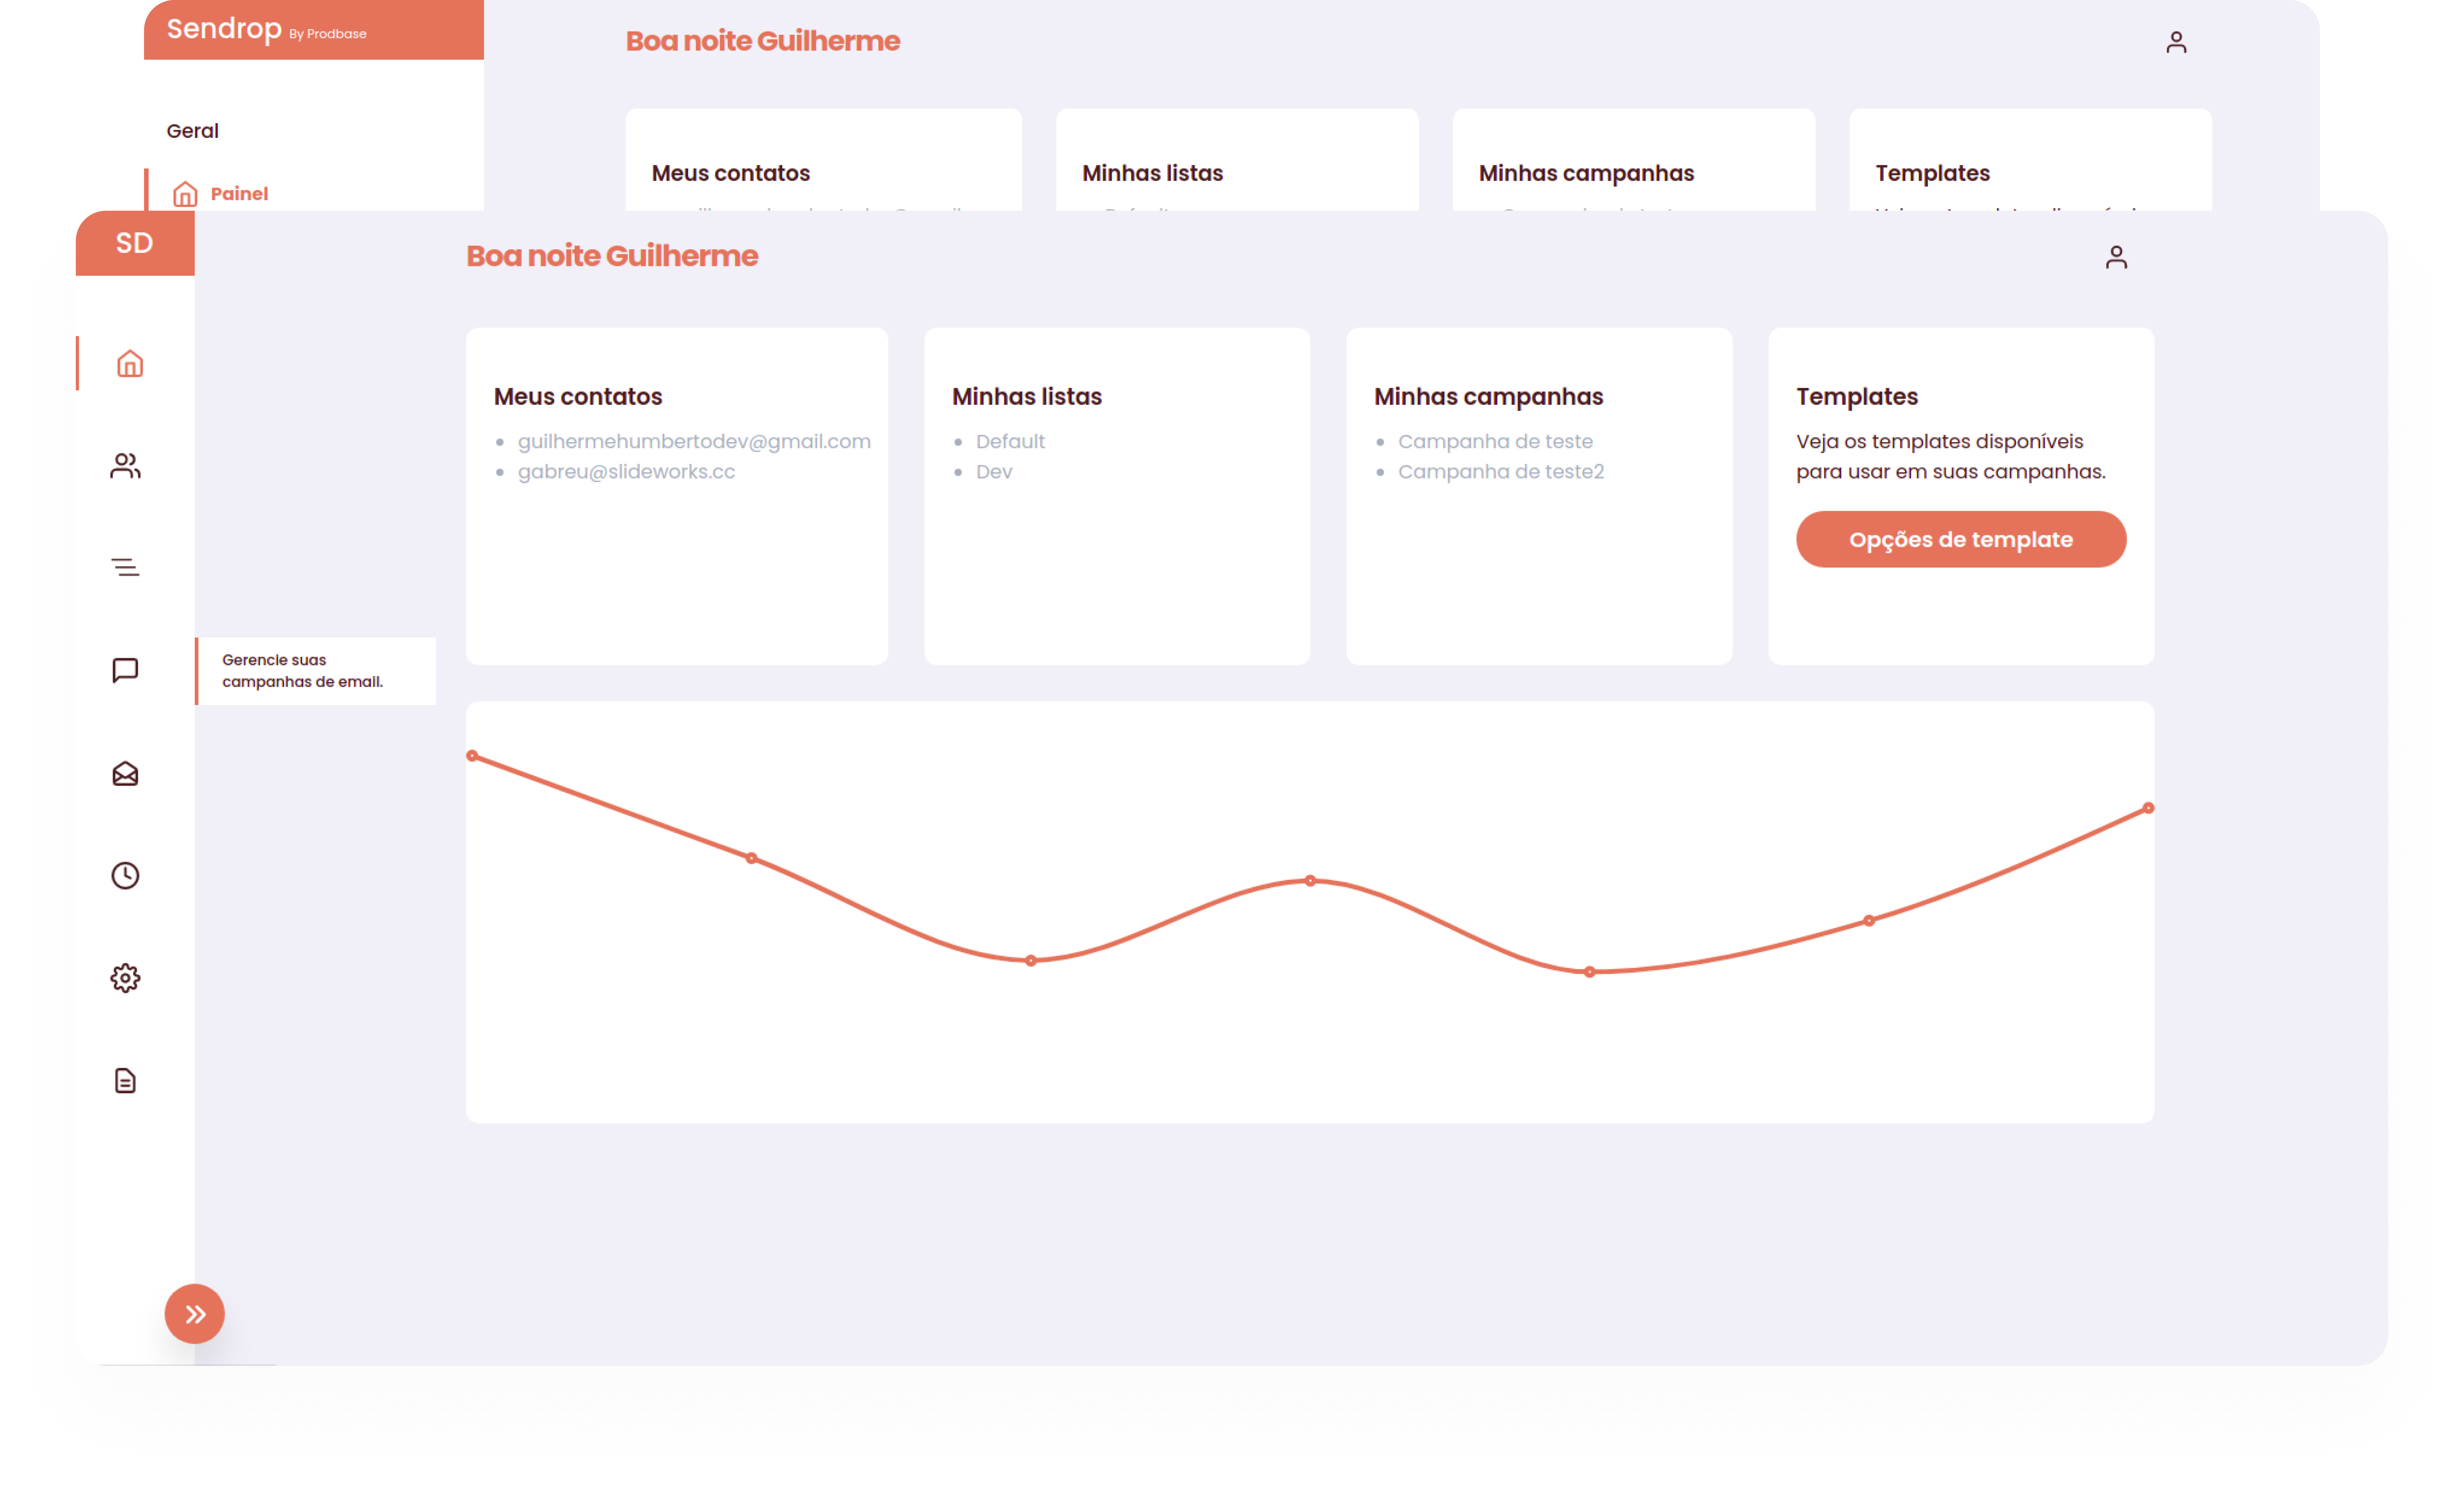 Sendrop By Prodbase
Boa noite Guilherme
Geral
Painel
Meus contatos
Minhas listas
Minhas campanhas
Templates
SD
Boa noite Guilherme
Meus contatos
guilhermehumbertodev@gmail.com
gabreu@slideworks.cc
Minhas listas
Default
Dev
Minhas campanhas
Campanha de teste
Campanha de teste2
Templates
Veja os templates disponíveis
para usar em suas campanhas.
Opções de template
Gerencie suas
campanhas de email.